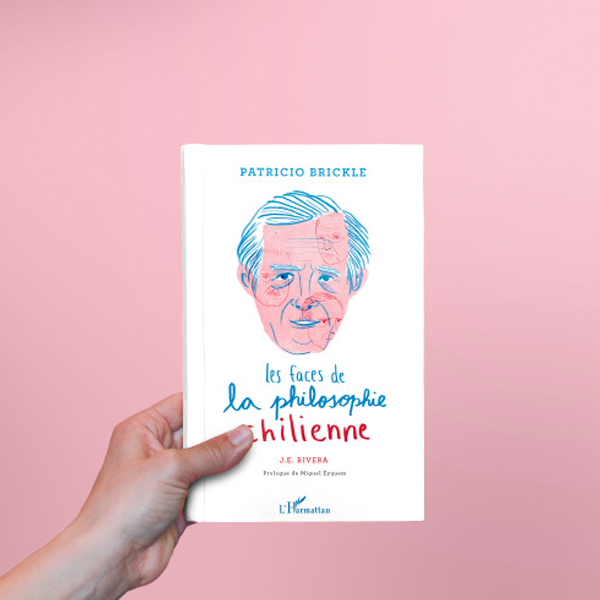 PATRICIO BRICKLE
les faces de
la philosophie
chilienne
J.E. RIVERA
Prologue de Miguel Eyquem
L'Harmattan